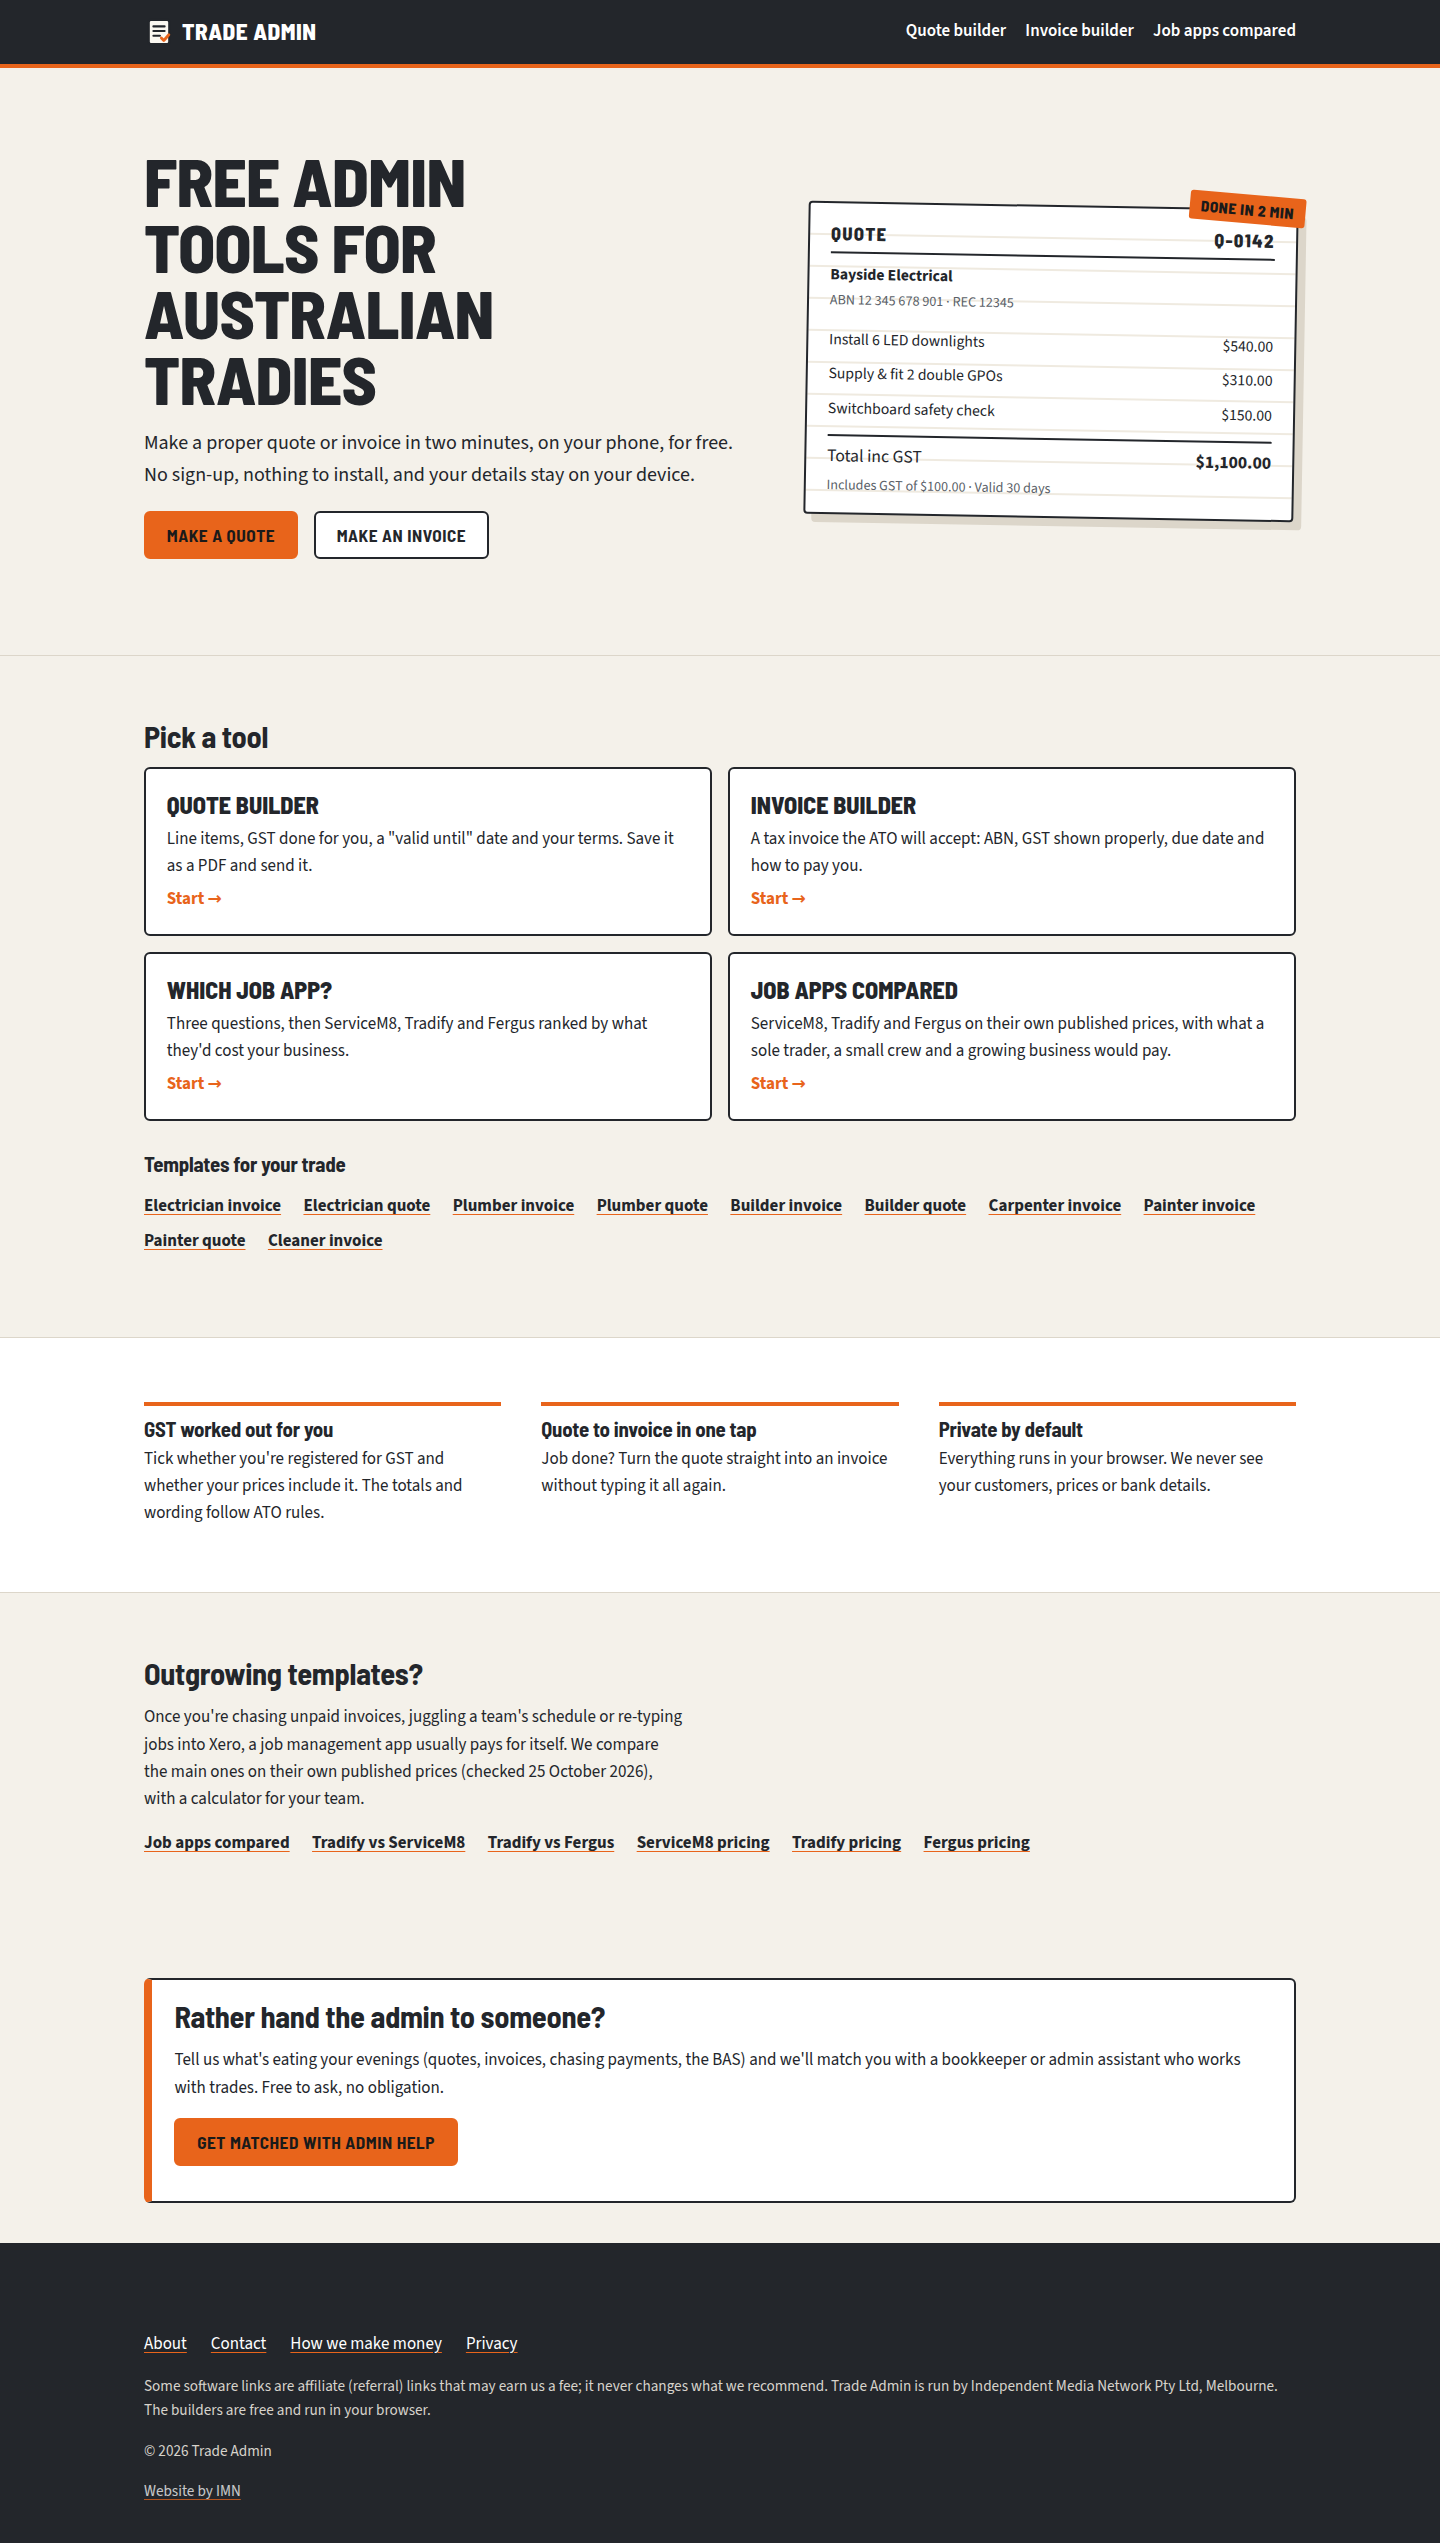 TRADE ADMIN
Quote builder Invoice builder Job apps compared
FREE ADMIN
TOOLS FOR
AUSTRALIAN
TRADIES
Make a proper quote or invoice in two minutes, on your phone, for free.
No sign-up, nothing to install, and your details stay on your device.
MAKE A QUOTE MAKE AN INVOICE
DONE IN 2 MIN
QUOTE Q-0142
Bayside Electrical
ABN 12 345 678 901 · REC 12345
Install 6 LED downlights $540.00
Supply & fit 2 double GPOs $310.00
Switchboard safety check $150.00
Total inc GST $1,100.00
Includes GST of $100.00 · Valid 30 days
Pick a tool
QUOTE BUILDER
Line items, GST done for you, a "valid until" date and your terms. Save it
as a PDF and send it.
Start →
INVOICE BUILDER
A tax invoice the ATO will accept: ABN, GST shown properly, due date and
how to pay you.
Start →
WHICH JOB APP?
Three questions, then ServiceM8, Tradify and Fergus ranked by what
they'd cost your business.
Start →
JOB APPS COMPARED
ServiceM8, Tradify and Fergus on their own published prices, with what a
sole trader, a small crew and a growing business would pay.
Start →
Templates for your trade
Electrician invoice Electrician quote Plumber invoice Plumber quote Builder invoice Builder quote Carpenter invoice Painter invoice
Painter quote Cleaner invoice
GST worked out for you
Tick whether you're registered for GST and
whether your prices include it. The totals and
wording follow ATO rules.
Quote to invoice in one tap
Job done? Turn the quote straight into an invoice
without typing it all again.
Private by default
Everything runs in your browser. We never see
your customers, prices or bank details.
Outgrowing templates?
Once you're chasing unpaid invoices, juggling a team's schedule or re-typing
jobs into Xero, a job management app usually pays for itself. We compare
the main ones on their own published prices (checked 25 October 2026),
with a calculator for your team.
Job apps compared Tradify vs ServiceM8 Tradify vs Fergus ServiceM8 pricing Tradify pricing Fergus pricing
Rather hand the admin to someone?
Tell us what's eating your evenings (quotes, invoices, chasing payments, the BAS) and we'll match you with a bookkeeper or admin assistant who works
with trades. Free to ask, no obligation.
GET MATCHED WITH ADMIN HELP
About Contact How we make money Privacy
Some software links are affiliate (referral) links that may earn us a fee; it never changes what we recommend. Trade Admin is run by Independent Media Network Pty Ltd, Melbourne.
The builders are free and run in your browser.
© 2026 Trade Admin
Website by IMN